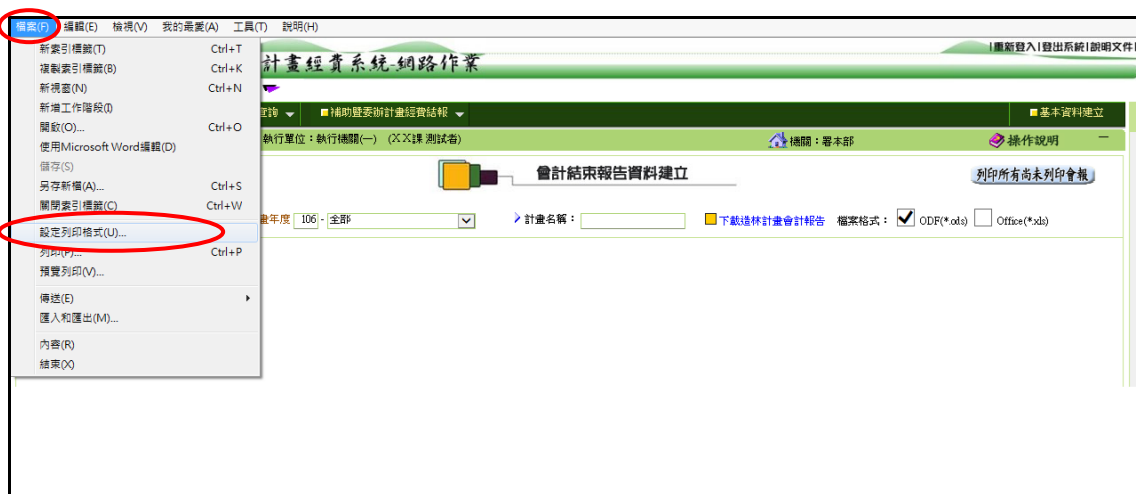 檔案(F) 編輯(E) 檢視(V) 我的最愛(A) 工具(T) 說明(H)
新索引標籤(T) Ctrl+T
複製索引標籤(B) Ctrl+K
新視窗(N) Ctrl+N
新增工作階段(I)
開啟(O)... Ctrl+O
使用Microsoft Word編輯(D)
儲存(S)
另存新檔(A)... Ctrl+S
關閉索引標籤(C) Ctrl+W
設定列印格式(U)...
列印(P)... Ctrl+P
預覽列印(V)...
傳送(E)
匯入和匯出(M)...
內容(R)
結束(X)
|重新登入|登出系統|說明文件|
計畫經費系統-網路作業
查詢 補助暨委辦計畫經費結報 基本資料建立
執行單位：執行機關(一) (XX課 測試者) 機關：署本部 操作說明
會計結束報告資料建立 列印所有尚未列印會報
畫年度 106 - 全部 計畫名稱： 下載造林計畫會計報告 檔案格式： ODF(*.ods) Office(*.xls)